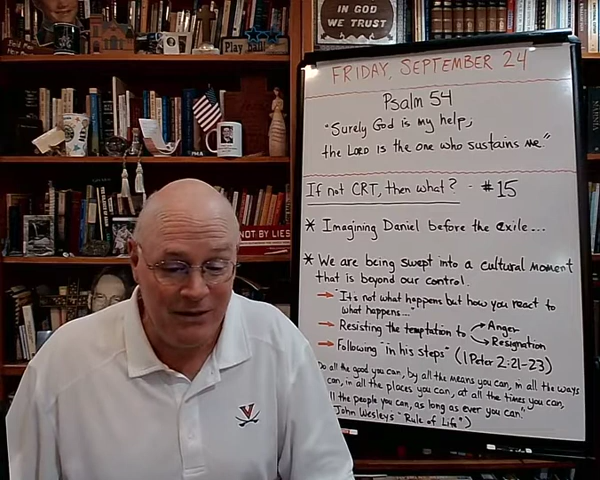 IN GOD
WE TRUST
Play Ball
NOT BY LIES
V
FRIDAY, SEPTEMBER 24
Psalm 54
"Surely God is my help;
the LORD is the one who sustains me"
If not CRT, then what? - #15
* Imagining Daniel before the exile...
* We are being swept into a cultural moment
that is beyond our control.
→ "It's not what happens but how you react to
what happens..."
→ Resisting the temptation to → Anger
→ Resignation
→ Following "in his steps" (1 Peter 2:21-23)
Do all the good you can, by all the means you can, in all the ways
can, in all the places you can, at all the times you can,
ll the people you can, as long as ever you can."
John Wesley's "Rule of Life")